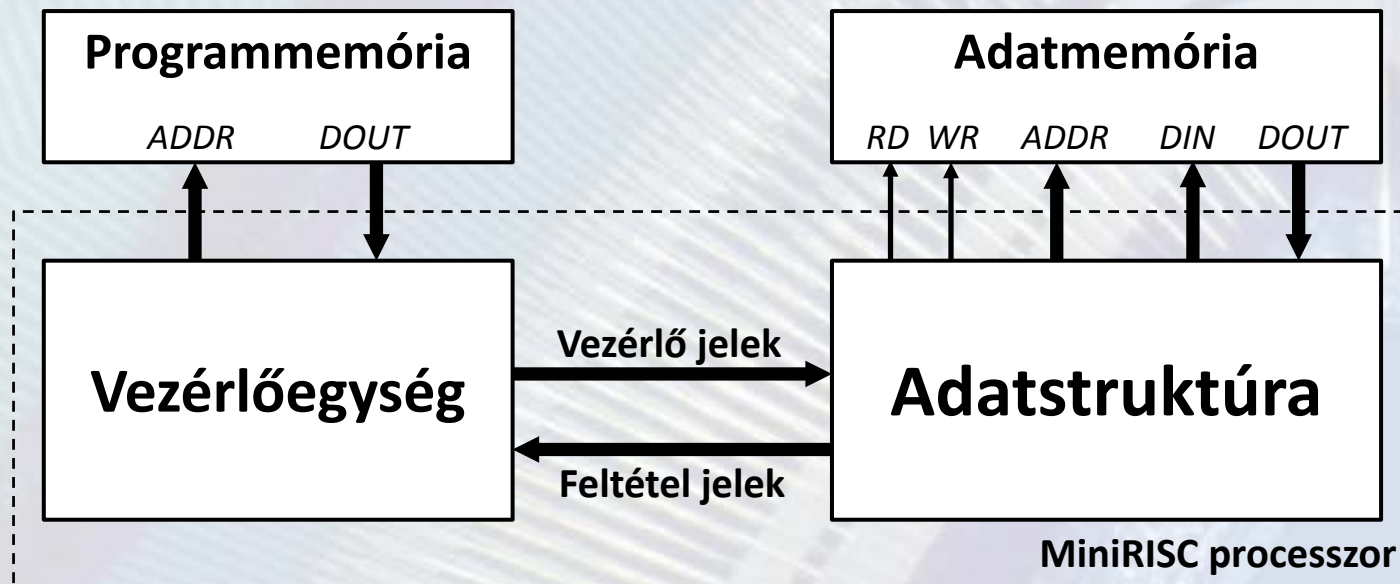 Programmemória
ADDR DOUT
Adatmemória
RD WR ADDR DIN DOUT
Vezérlőegység
Vezérlő jelek
Feltétel jelek
Adatstruktúra
MiniRISC processzor